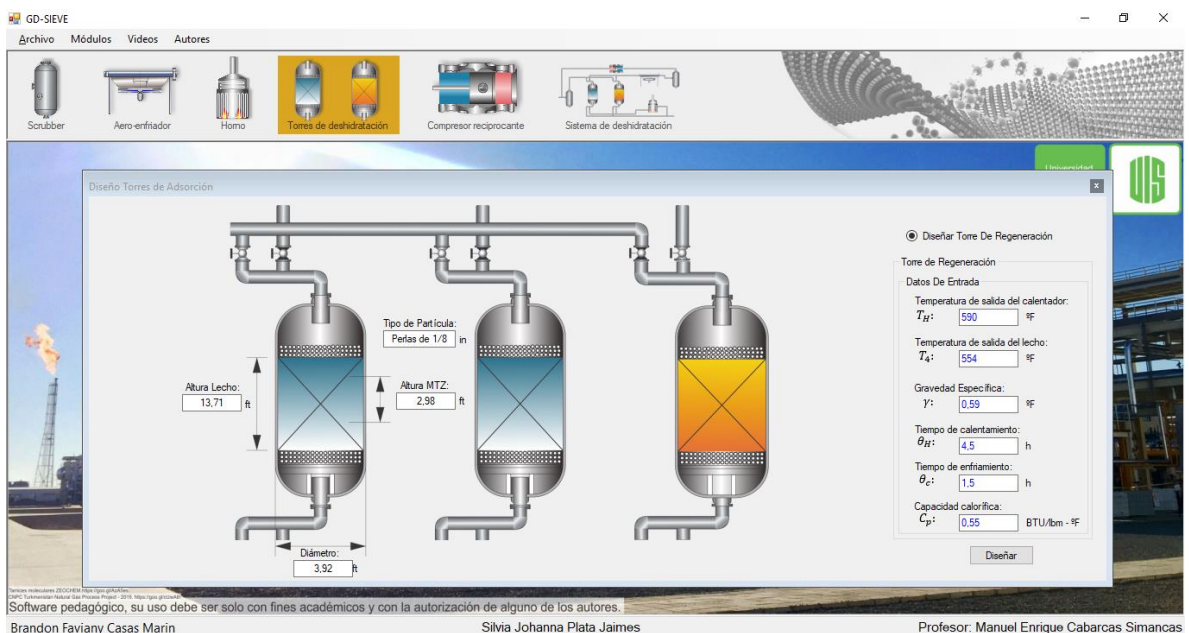 GD-SIEVE
Archivo Módulos Videos Autores
Scrubber
Aero-enfriador
Horno
Torres de deshidratación
Compresor reciprocante
Sistema de deshidratación
Universidad
UIS
Diseño Torres de Adsorción
x
Diseñar Torre De Regeneración
Torre de Regeneración
Datos De Entrada
Temperatura de salida del calentador:
T_H: 590 ºF
Temperatura de salida del lecho:
T_4: 554 ºF
Gravedad Específica:
γ: 0,59 ºF
Tiempo de calentamiento:
θ_H: 4,5 h
Tiempo de enfriamiento:
θ_c: 1,5 h
Capacidad calorífica:
C_p: 0,55 BTU/lbm - ºF
Diseñar
Tipo de Partícula:
Perlas de 1/8 in
Altura Lecho:
13,71 ft
Altura MTZ:
2,98 ft
Diámetro:
3,92 ft
Software pedagógico, su uso debe ser solo con fines académicos y con la autorización de alguno de los autores.
Brandon Faviany Casas Marin
Silvia Johanna Plata Jaimes
Profesor: Manuel Enrique Cabarcas Simancas